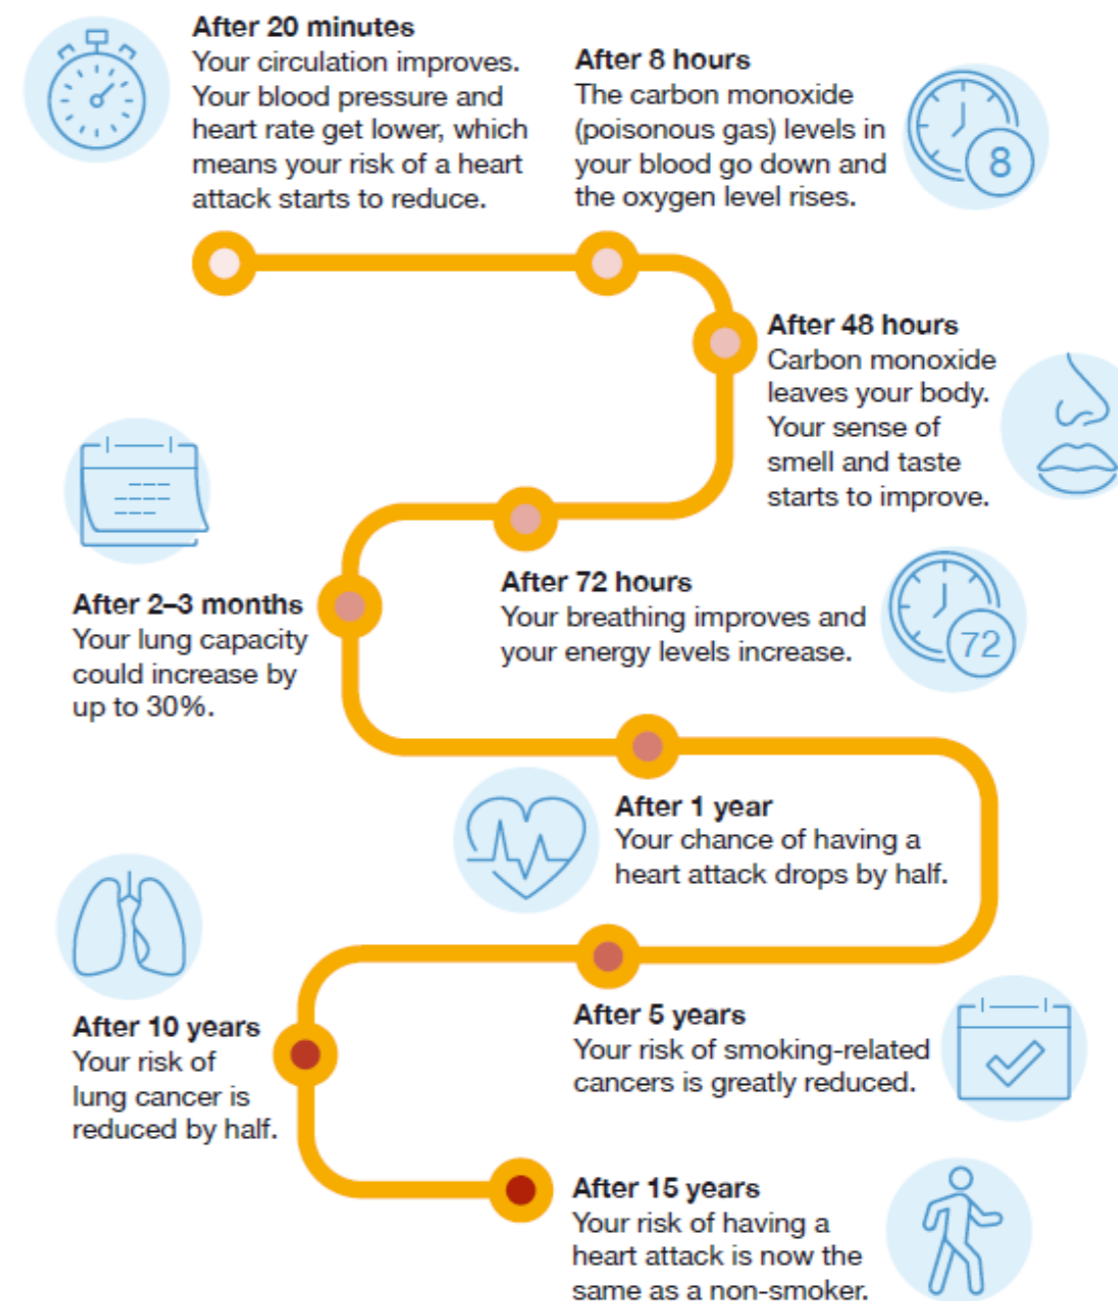 After 20 minutes
Your circulation improves.
Your blood pressure and
heart rate get lower, which
means your risk of a heart
attack starts to reduce.
After 8 hours
The carbon monoxide
(poisonous gas) levels in
your blood go down and
the oxygen level rises.
8
After 48 hours
Carbon monoxide
leaves your body.
Your sense of
smell and taste
starts to improve.
After 72 hours
Your breathing improves and
your energy levels increase.
72
After 2–3 months
Your lung capacity
could increase by
up to 30%.
After 1 year
Your chance of having a
heart attack drops by half.
After 5 years
Your risk of smoking-related
cancers is greatly reduced.
After 10 years
Your risk of
lung cancer is
reduced by half.
After 15 years
Your risk of having a
heart attack is now the
same as a non-smoker.